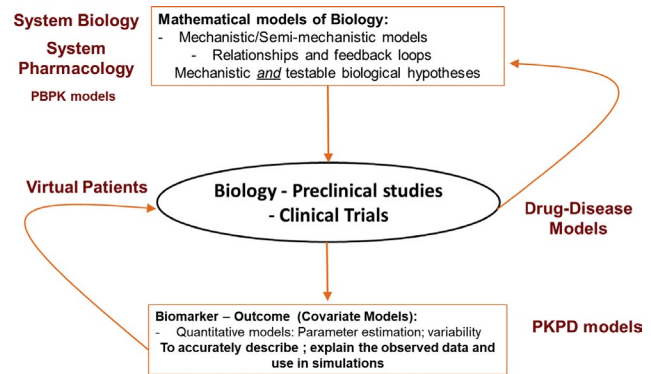 System Biology
System
Pharmacology
PBPK models
Mathematical models of Biology:
- Mechanistic/Semi-mechanistic models
- Relationships and feedback loops
Mechanistic and testable biological hypotheses
Virtual Patients
Biology - Preclinical studies
- Clinical Trials
Drug-Disease
Models
Biomarker – Outcome (Covariate Models):
- Quantitative models: Parameter estimation; variability
To accurately describe ; explain the observed data and
use in simulations
PKPD models